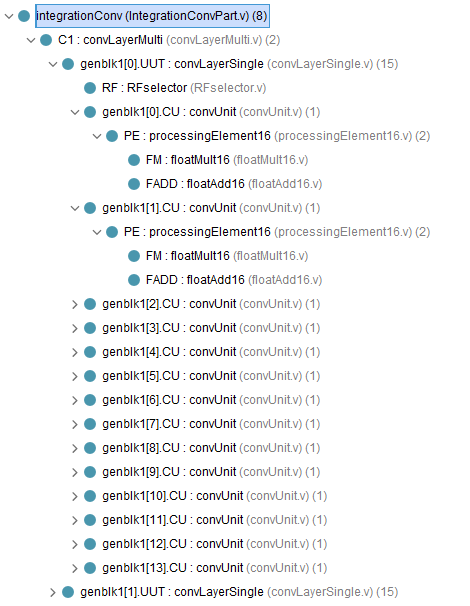 integrationConv (IntegrationConvPart.v) (8)
C1 : convLayerMulti (convLayerMulti.v) (2)
genblk1[0].UUT : convLayerSingle (convLayerSingle.v) (15)
RF : RFselector (RFselector.v)
genblk1[0].CU : convUnit (convUnit.v) (1)
PE : processingElement16 (processingElement16.v) (2)
FM : floatMult16 (floatMult16.v)
FADD : floatAdd16 (floatAdd16.v)
genblk1[1].CU : convUnit (convUnit.v) (1)
PE : processingElement16 (processingElement16.v) (2)
FM : floatMult16 (floatMult16.v)
FADD : floatAdd16 (floatAdd16.v)
genblk1[2].CU : convUnit (convUnit.v) (1)
genblk1[3].CU : convUnit (convUnit.v) (1)
genblk1[4].CU : convUnit (convUnit.v) (1)
genblk1[5].CU : convUnit (convUnit.v) (1)
genblk1[6].CU : convUnit (convUnit.v) (1)
genblk1[7].CU : convUnit (convUnit.v) (1)
genblk1[8].CU : convUnit (convUnit.v) (1)
genblk1[9].CU : convUnit (convUnit.v) (1)
genblk1[10].CU : convUnit (convUnit.v) (1)
genblk1[11].CU : convUnit (convUnit.v) (1)
genblk1[12].CU : convUnit (convUnit.v) (1)
genblk1[13].CU : convUnit (convUnit.v) (1)
genblk1[1].UUT : convLayerSingle (convLayerSingle.v) (15)